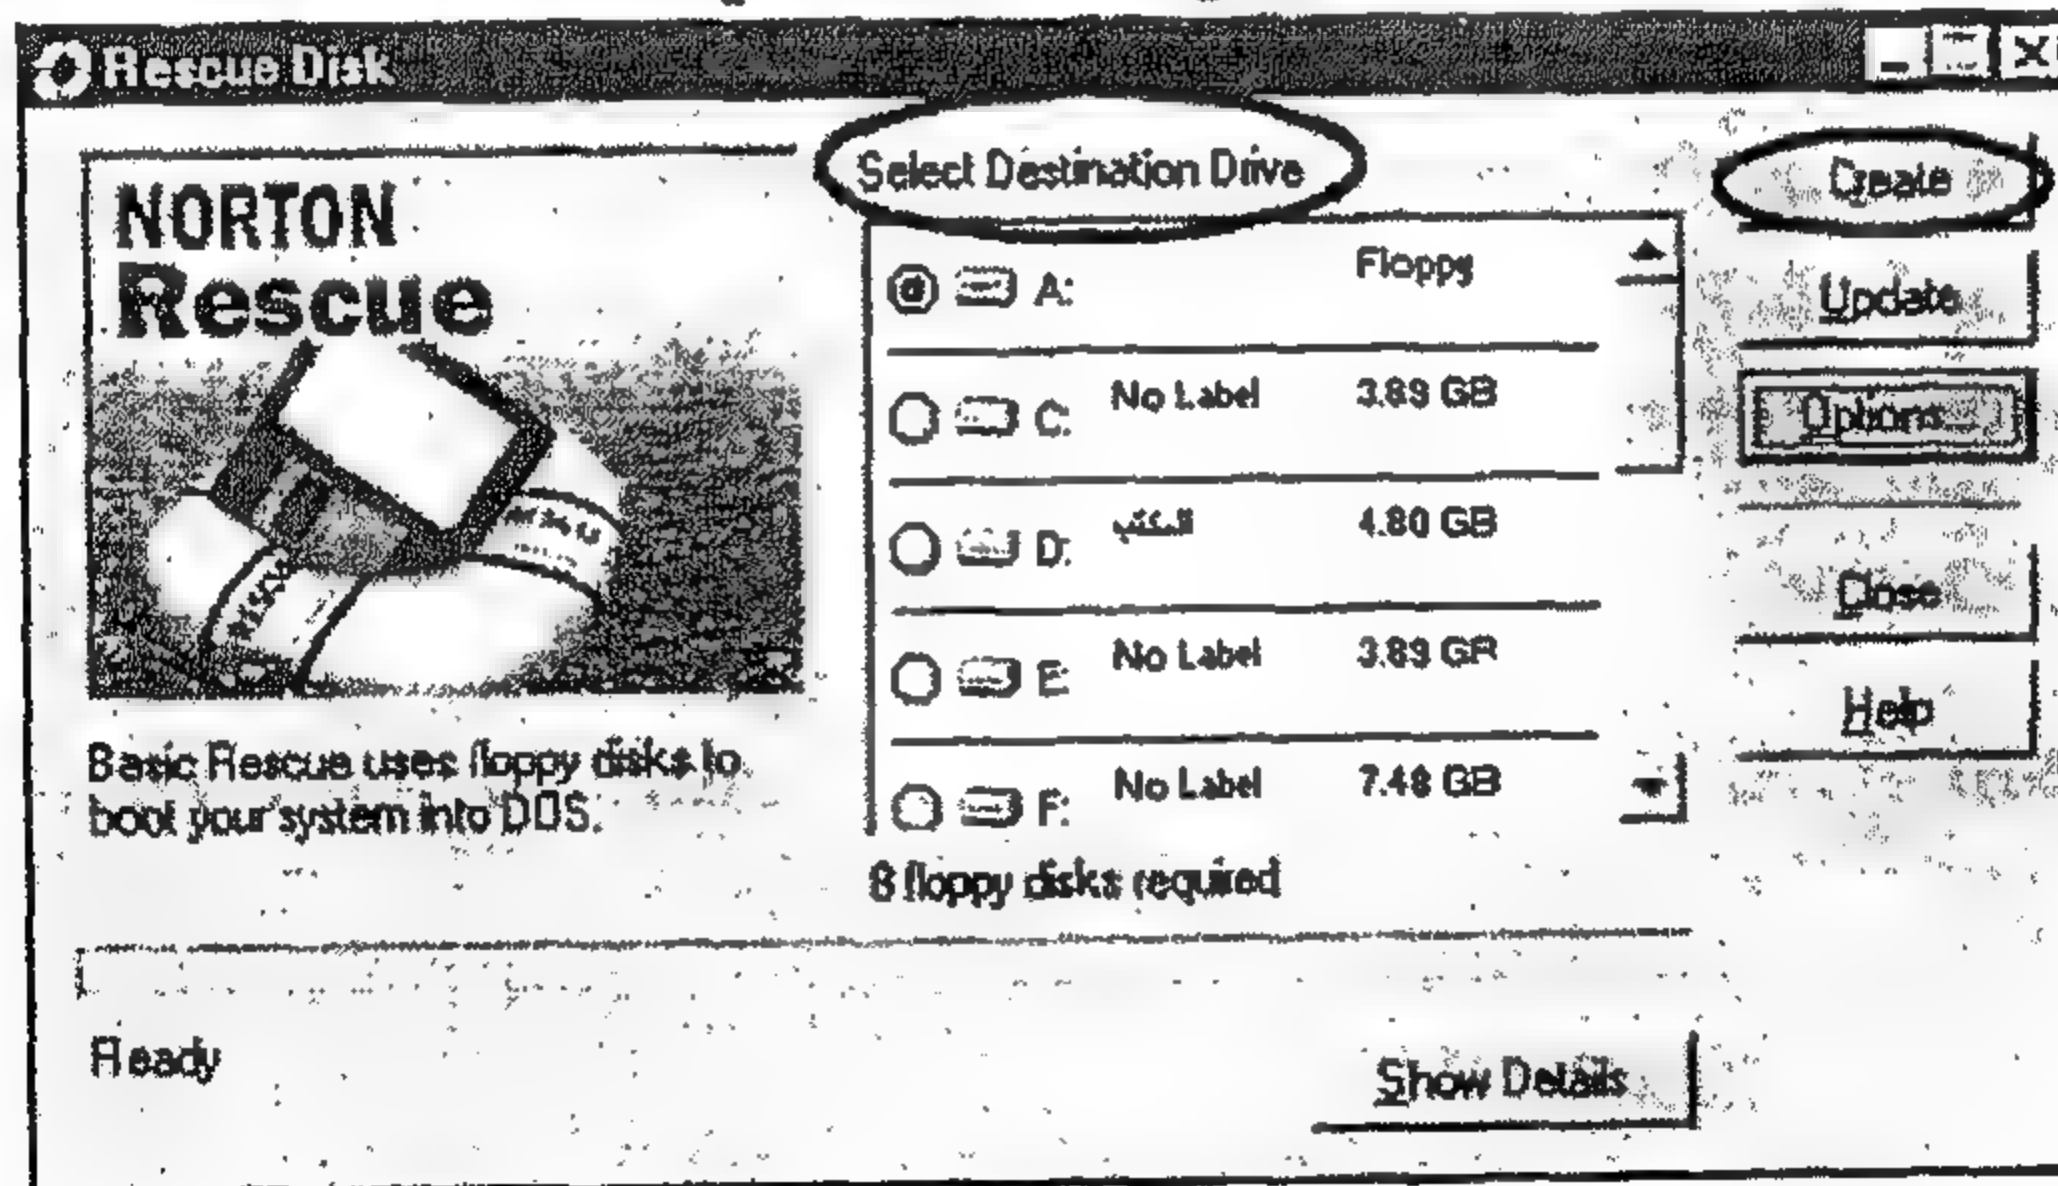 Rescue Disk
NORTON
Rescue
Basic Rescue uses floppy disks to
boot your system into DOS.
Select Destination Drive
A: Floppy
C: No Label 3.89 GB
D: المكتب 4.80 GB
E: No Label 3.89 GB
F: No Label 7.48 GB
8 floppy disks required
Create
Update
Options
Close
Help
Ready
Show Details